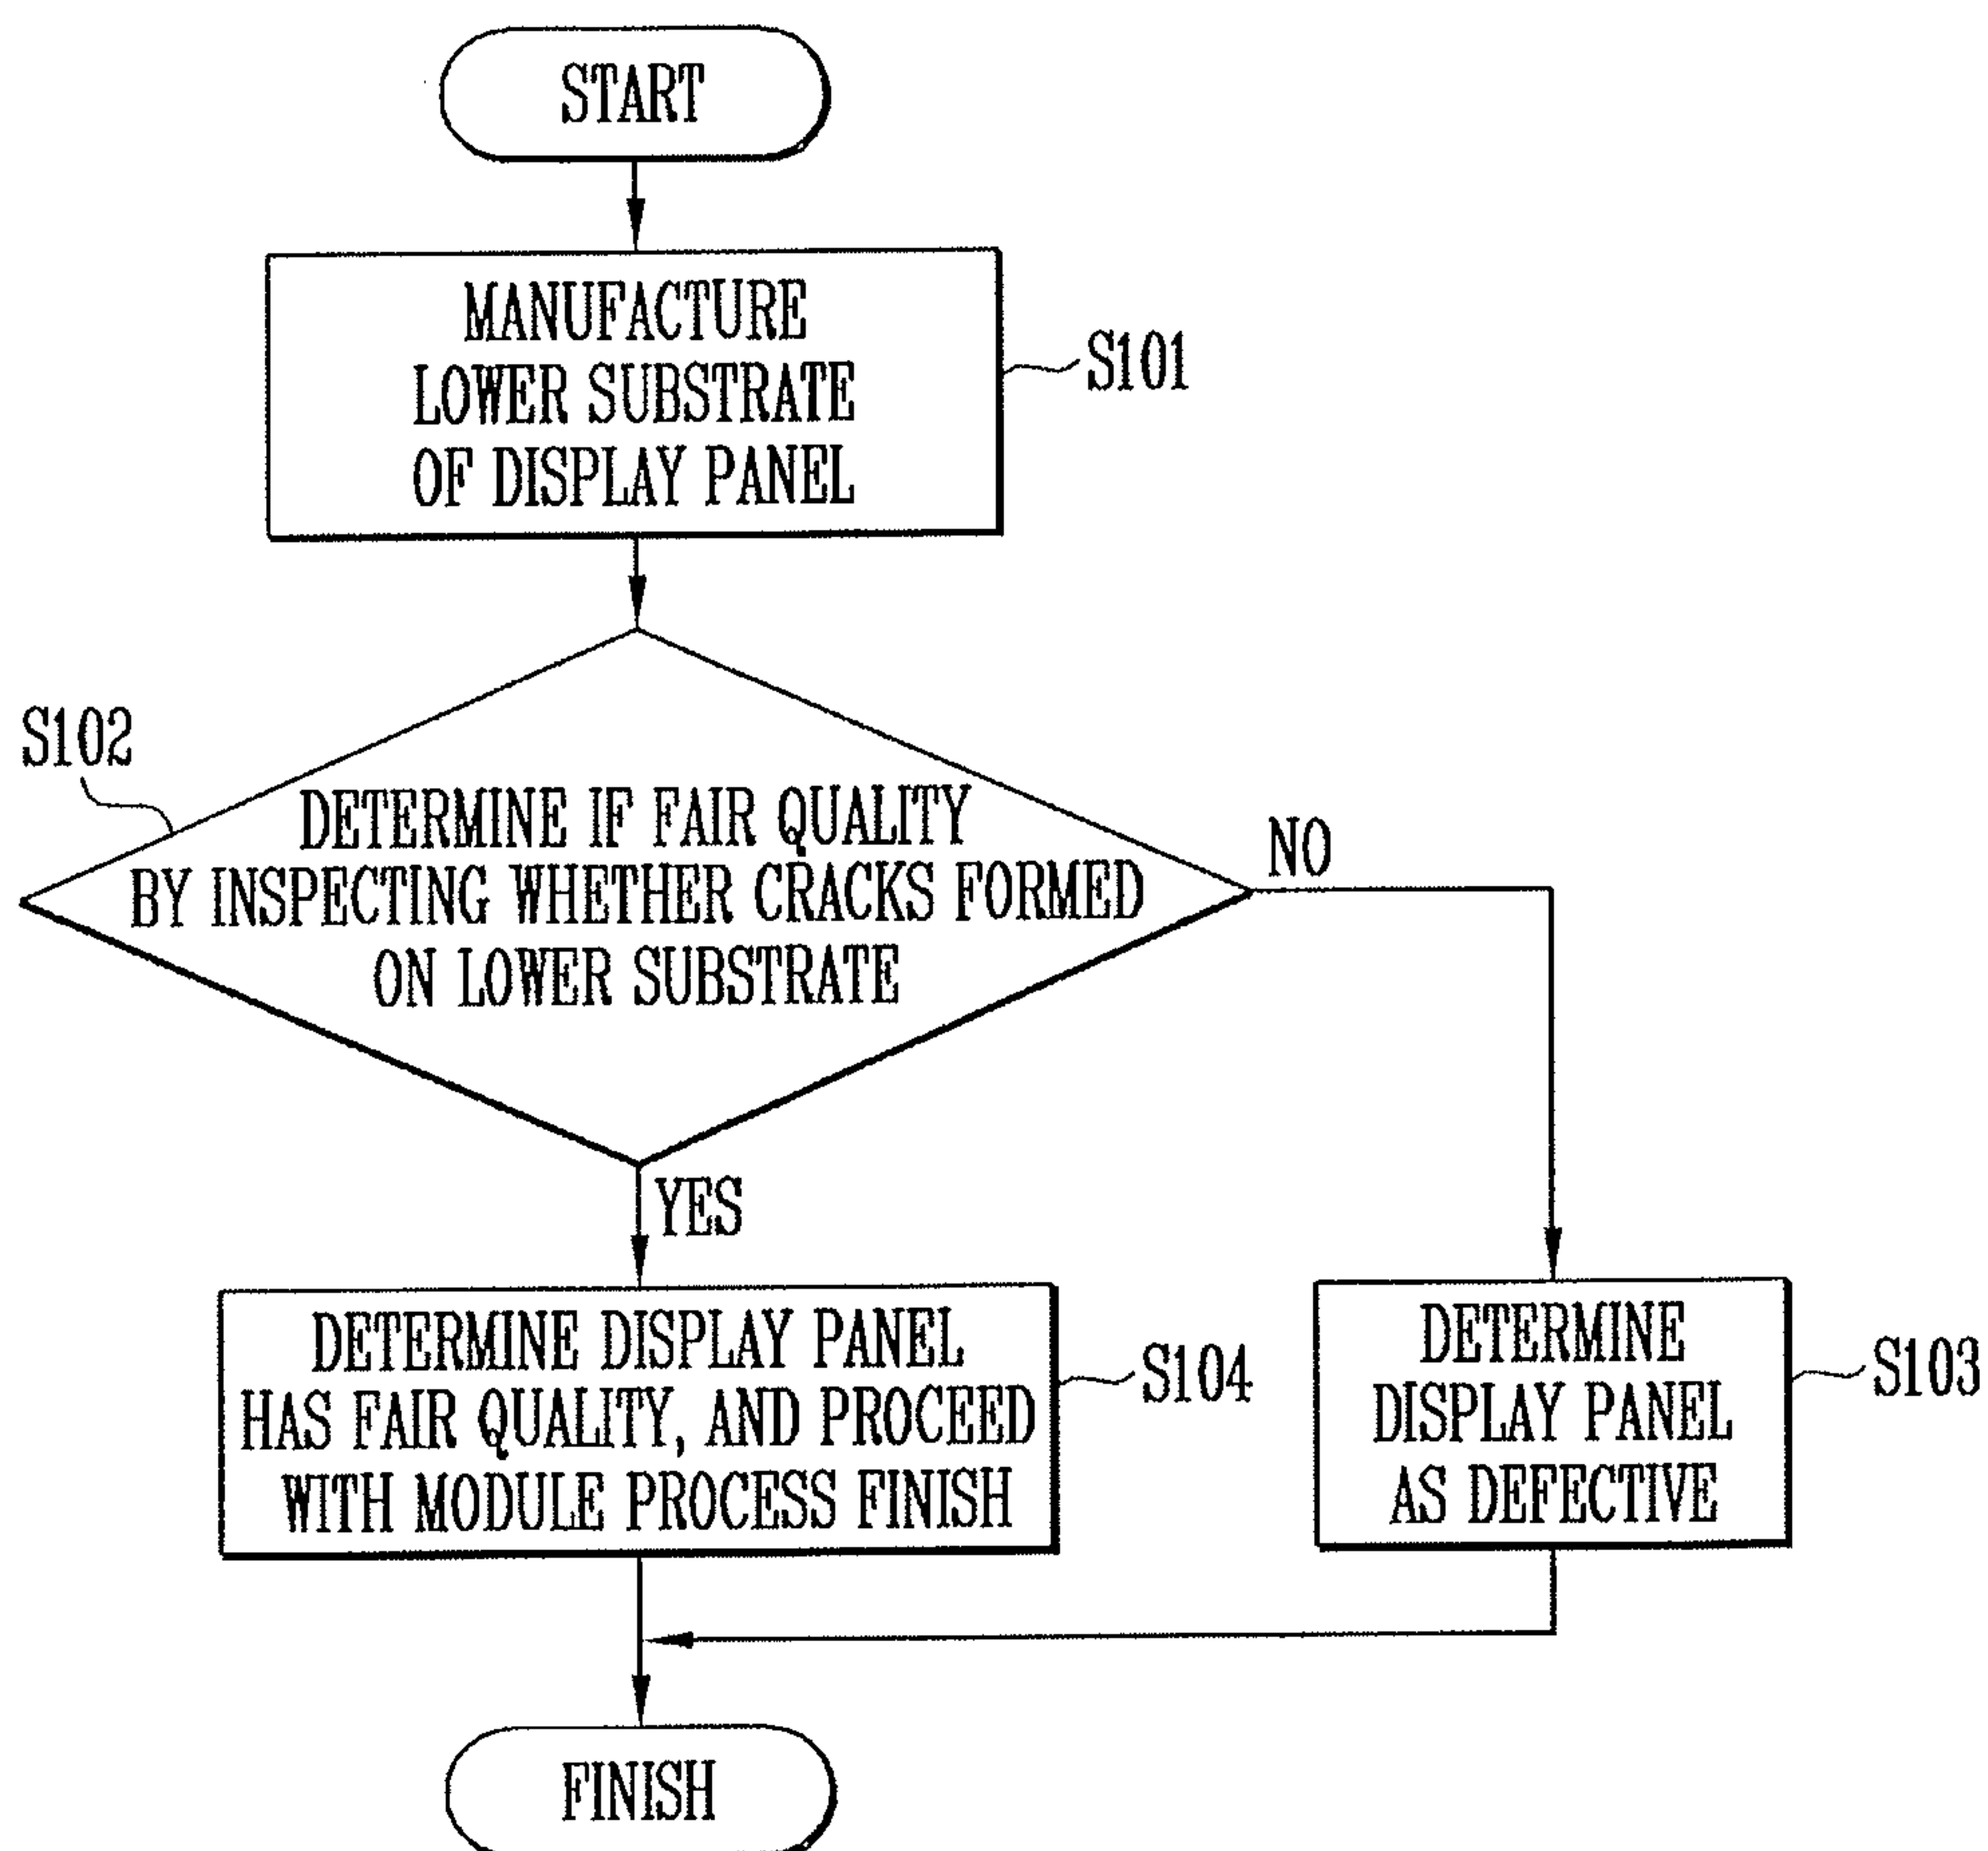 START
MANUFACTURE
LOWER SUBSTRATE
OF DISPLAY PANEL
S101
S102
DETERMINE IF FAIR QUALITY
BY INSPECTING WHETHER CRACKS FORMED
ON LOWER SUBSTRATE
NO
YES
DETERMINE DISPLAY PANEL
HAS FAIR QUALITY, AND PROCEED
WITH MODULE PROCESS FINISH
S104
DETERMINE
DISPLAY PANEL
AS DEFECTIVE
S103
FINISH